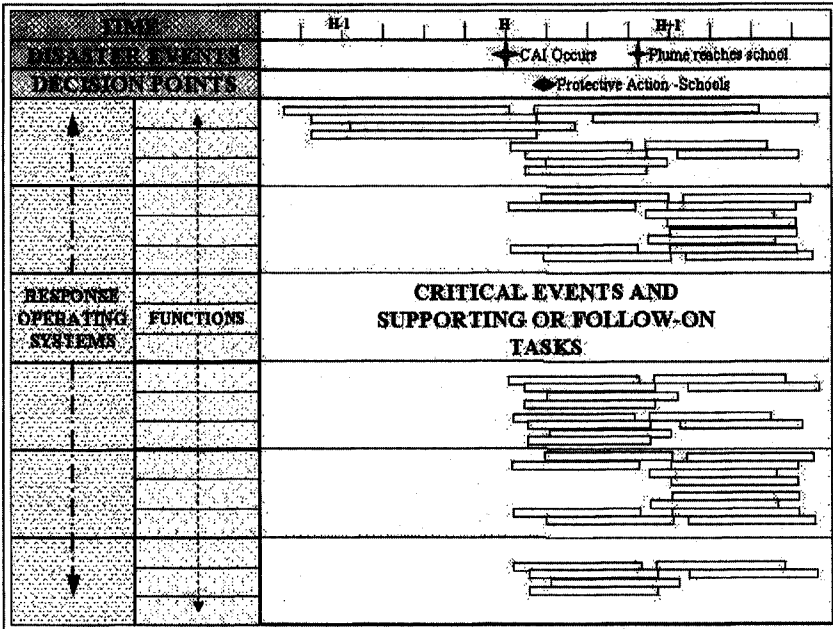 TIME
H-1
H
H+1
DISASTER EVENTS
CAI Occurs
Plume reaches school
DECISION POINTS
Protective Action -Schools
RESPONSE
OPERATING
SYSTEMS
FUNCTIONS
CRITICAL EVENTS AND
SUPPORTING OR FOLLOW-ON
TASKS